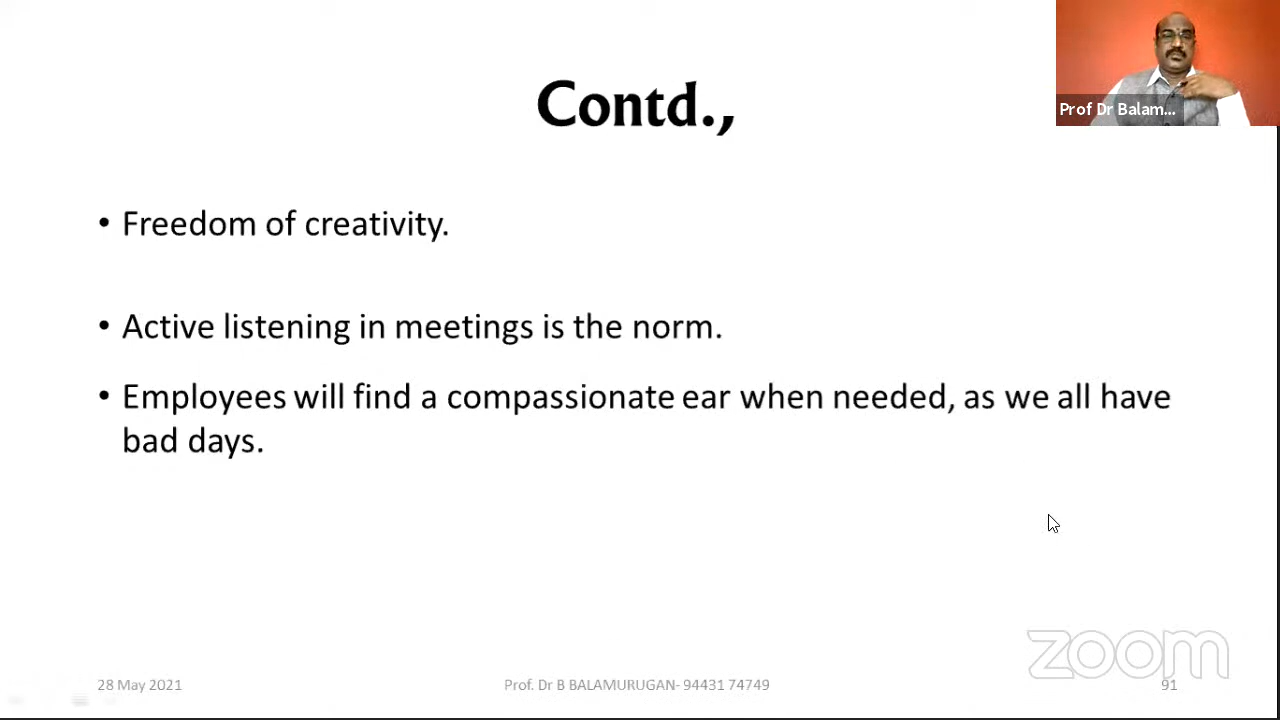 Contd.,
Prof Dr Balam...
• Freedom of creativity.
• Active listening in meetings is the norm.
• Employees will find a compassionate ear when needed, as we all have
bad days.
zoom
28 May 2021
Prof. Dr B BALAMURUGAN- 94431 74749
91